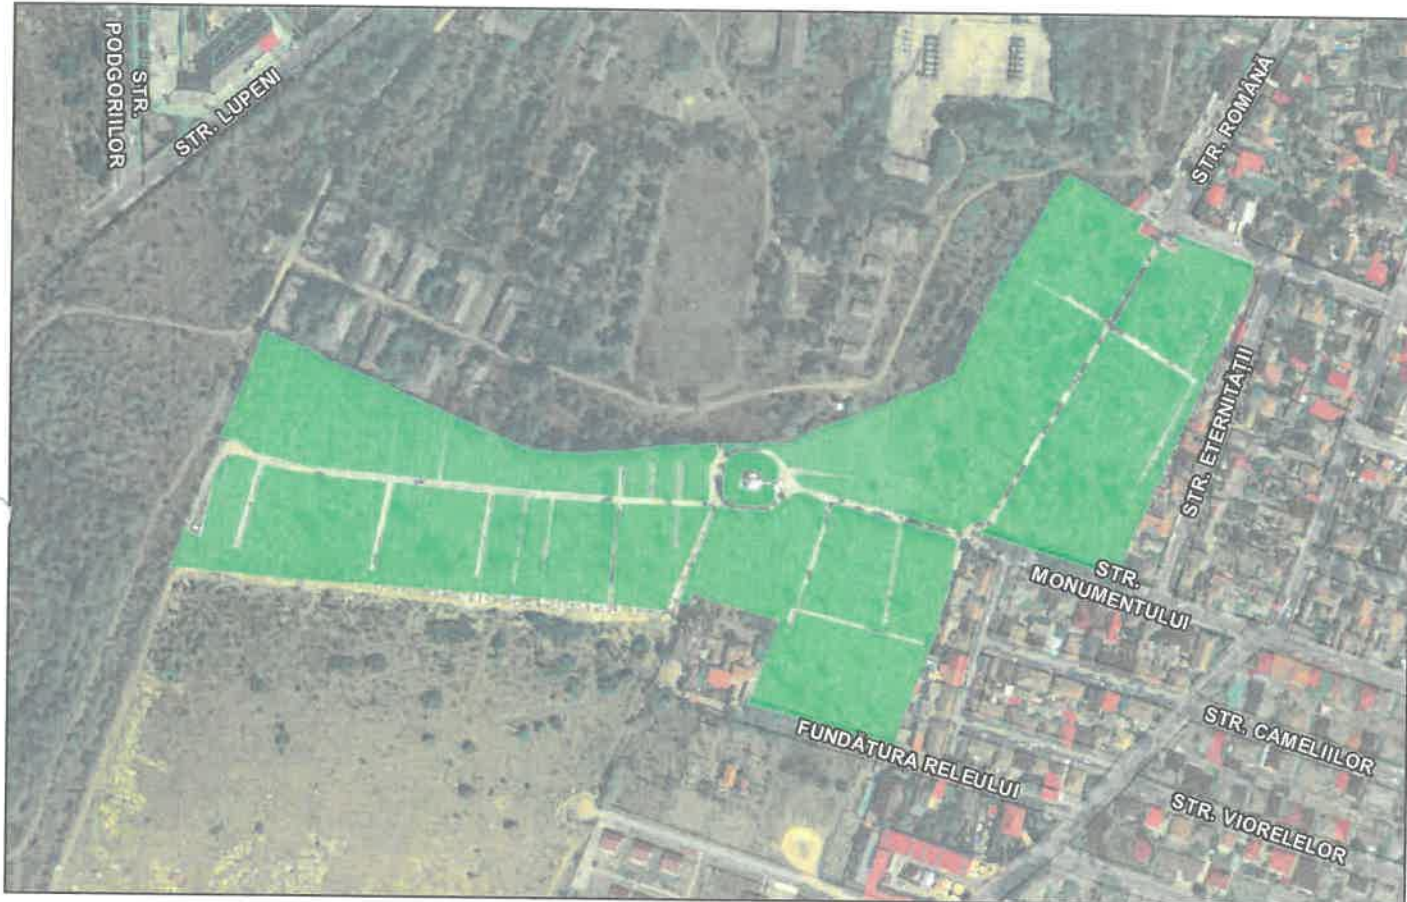 STR.
PODGORIILOR
STR. LUPENI
STR. ROMÂNĂ
STR. ETERNITĂȚII
STR.
MONUMENTULUI
FUNDĂTURA RELEULUI
STR. CAMELIILOR
STR. VIORELELOR